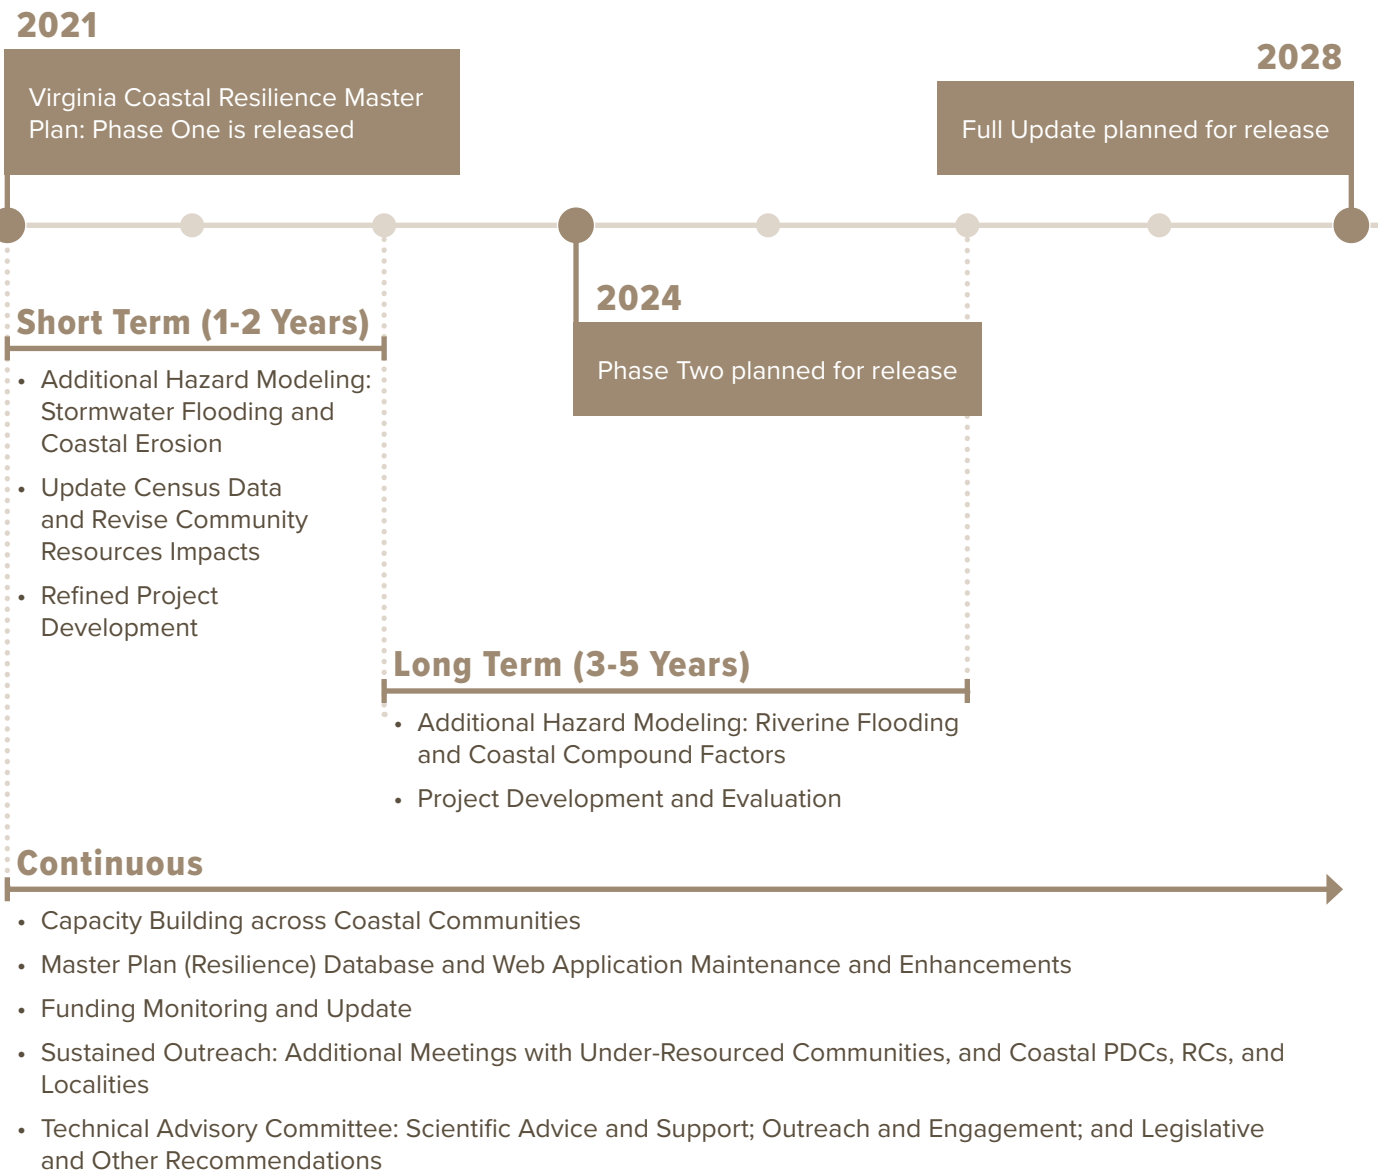 2021
Virginia Coastal Resilience Master
Plan: Phase One is released
2028
Full Update planned for release
2024
Phase Two planned for release
Short Term (1-2 Years)
• Additional Hazard Modeling:
Stormwater Flooding and
Coastal Erosion
• Update Census Data
and Revise Community
Resources Impacts
• Refined Project
Development
Long Term (3-5 Years)
• Additional Hazard Modeling: Riverine Flooding
and Coastal Compound Factors
• Project Development and Evaluation
Continuous
• Capacity Building across Coastal Communities
• Master Plan (Resilience) Database and Web Application Maintenance and Enhancements
• Funding Monitoring and Update
• Sustained Outreach: Additional Meetings with Under-Resourced Communities, and Coastal PDCs, RCs, and
Localities
• Technical Advisory Committee: Scientific Advice and Support; Outreach and Engagement; and Legislative
and Other Recommendations